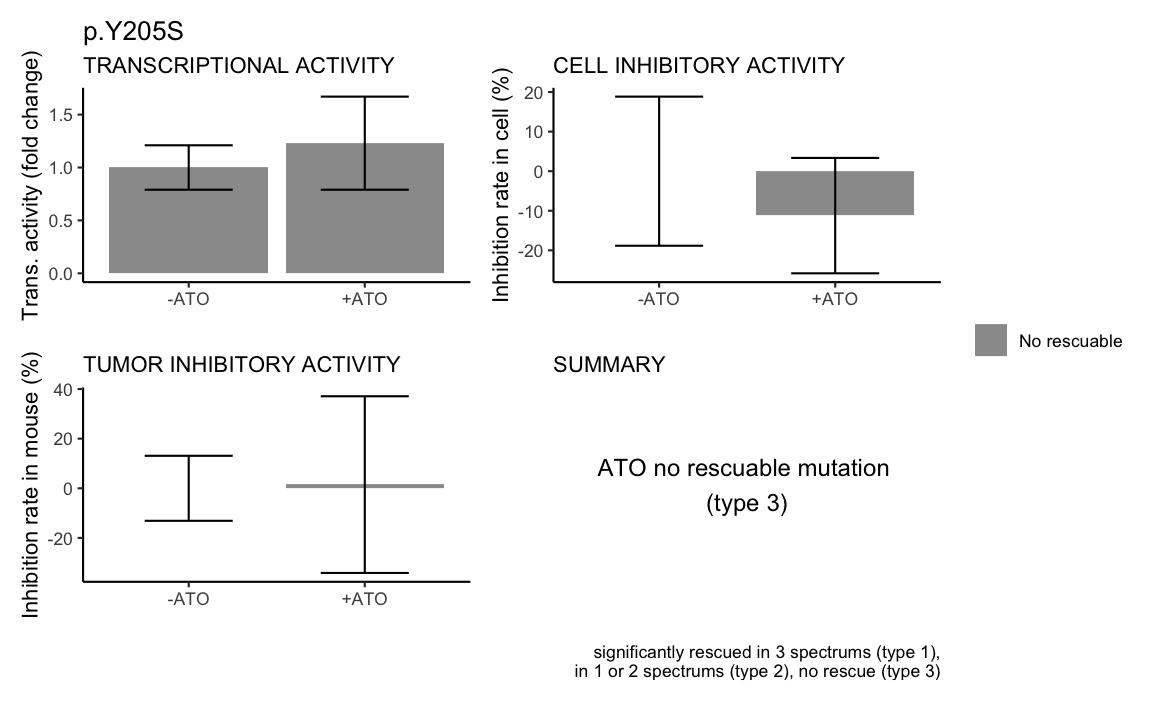 p.Y205S
TRANSCRIPTIONAL ACTIVITY
Trans. activity (fold change)
1.5
1.0
0.5
0.0
-ATO
+ATO
CELL INHIBITORY ACTIVITY
Inhibition rate in cell (%)
20
10
0
-10
-20
-ATO
+ATO
No rescuable
TUMOR INHIBITORY ACTIVITY
Inhibition rate in mouse (%)
40
20
0
-20
-ATO
+ATO
SUMMARY
ATO no rescuable mutation
(type 3)
significantly rescued in 3 spectrums (type 1),
in 1 or 2 spectrums (type 2), no rescue (type 3)